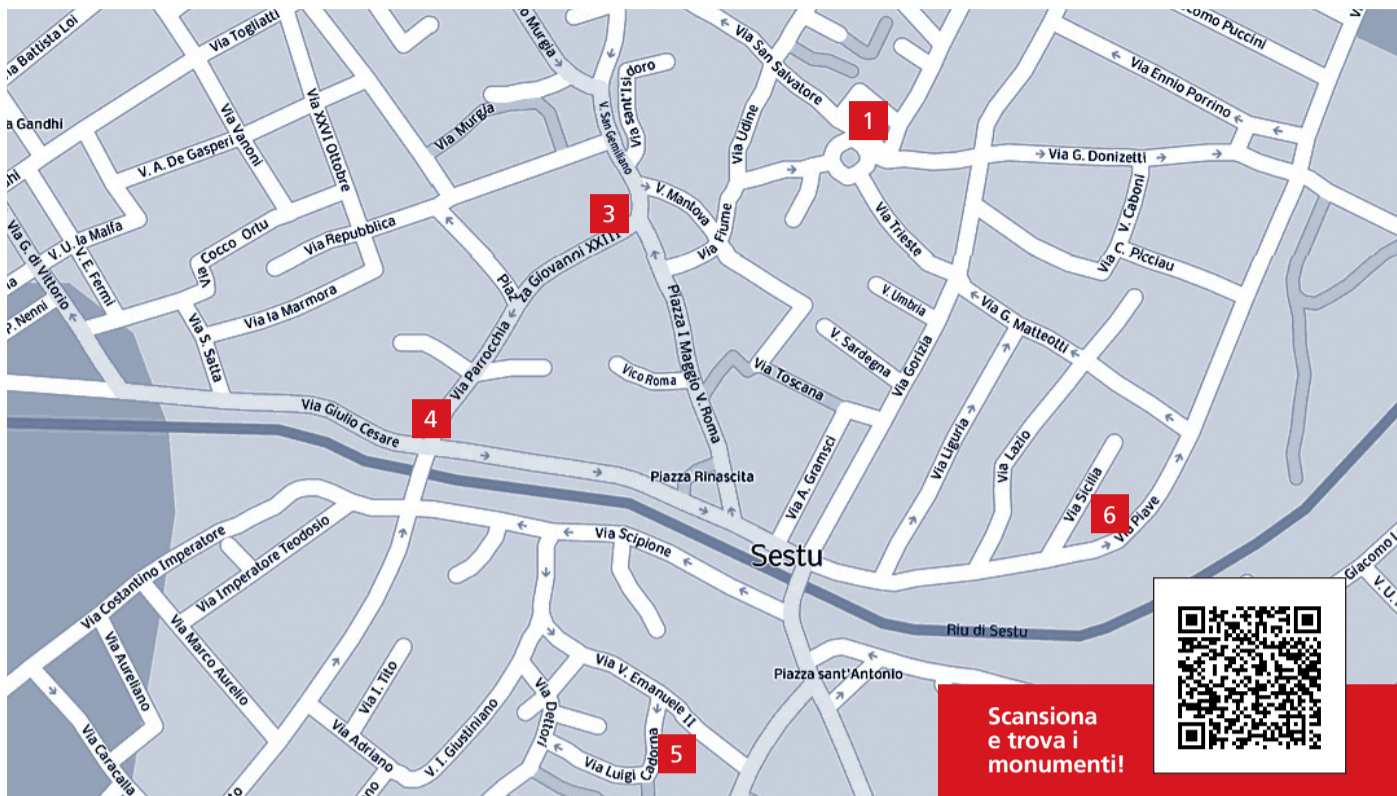 Battista Loi
Via Togliatti
o Murgia
Via San Salvatore
omo Puccini
Via Ennio Porrino
a Gandhi
Via Vanoni
Via XXVI Ottobre
Via Murgia
V. San Gemiliano
Via Sant'Isidoro
Via Udine
1
Via G. Donizetti
V. A. De Gasperi
V. Mantova
V. Caboni
3
Via Trieste
Via G. di Vittorio
V. U. la Malfa
V. E. Fermi
Via Cocco Ortu
Via Repubblica
Piazza Giovanni XXIII
Via Fiume
Via C. Picciau
P. Nenni
Via la Marmora
Via S. Satta
Piaz
Piazza I Maggio
V. Umbria
Via G. Matteotti
V. Sardegna
Via Gorizia
Via Parrocchia
Vico Roma
V. Roma
Via Toscana
4
Via Giulio Cesare
Via Liguria
Via Lazio
Via A. Gramsci
Piazza Rinascita
Via Sicilia
6
Via Piave
Via Costantino Imperatore
Via Imperatore Teodosio
Via Scipione
Sestu
Riu di Sestu
Giacomo
V. U.
Via Aureliano
Via Marco Aurelio
Via I. Tito
Via V. Emanuele II
Piazza sant'Antonio
Via Caracalla
Via Adriano
V. I. Giustiniano
Via Dettori
Via Luigi Cadorna
5
Scansiona
e trova i
monumenti!